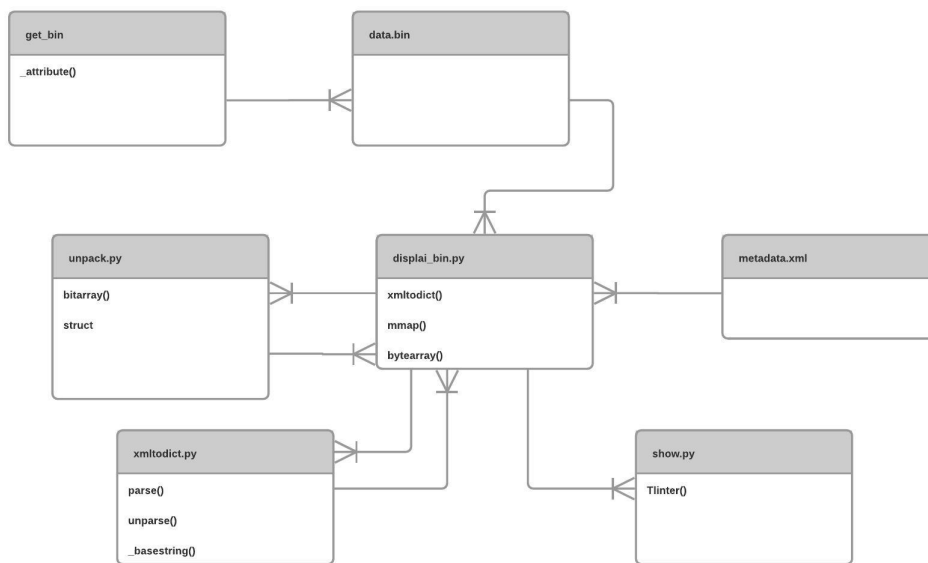 get_bin
_attribute()
data.bin
unpack.py
bitarray()
struct
displai_bin.py
xmltodict()
mmap()
bytearray()
metadata.xml
xmltodict.py
parse()
unparse()
_basestring()
show.py
Tlinter()